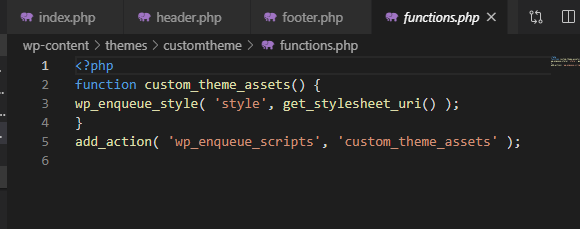 index.php header.php footer.php functions.php
wp-content > themes > customtheme > functions.php
1 <?php
2 function custom_theme_assets() {
3 wp_enqueue_style( 'style', get_stylesheet_uri() );
4 }
5 add_action( 'wp_enqueue_scripts', 'custom_theme_assets' );
6